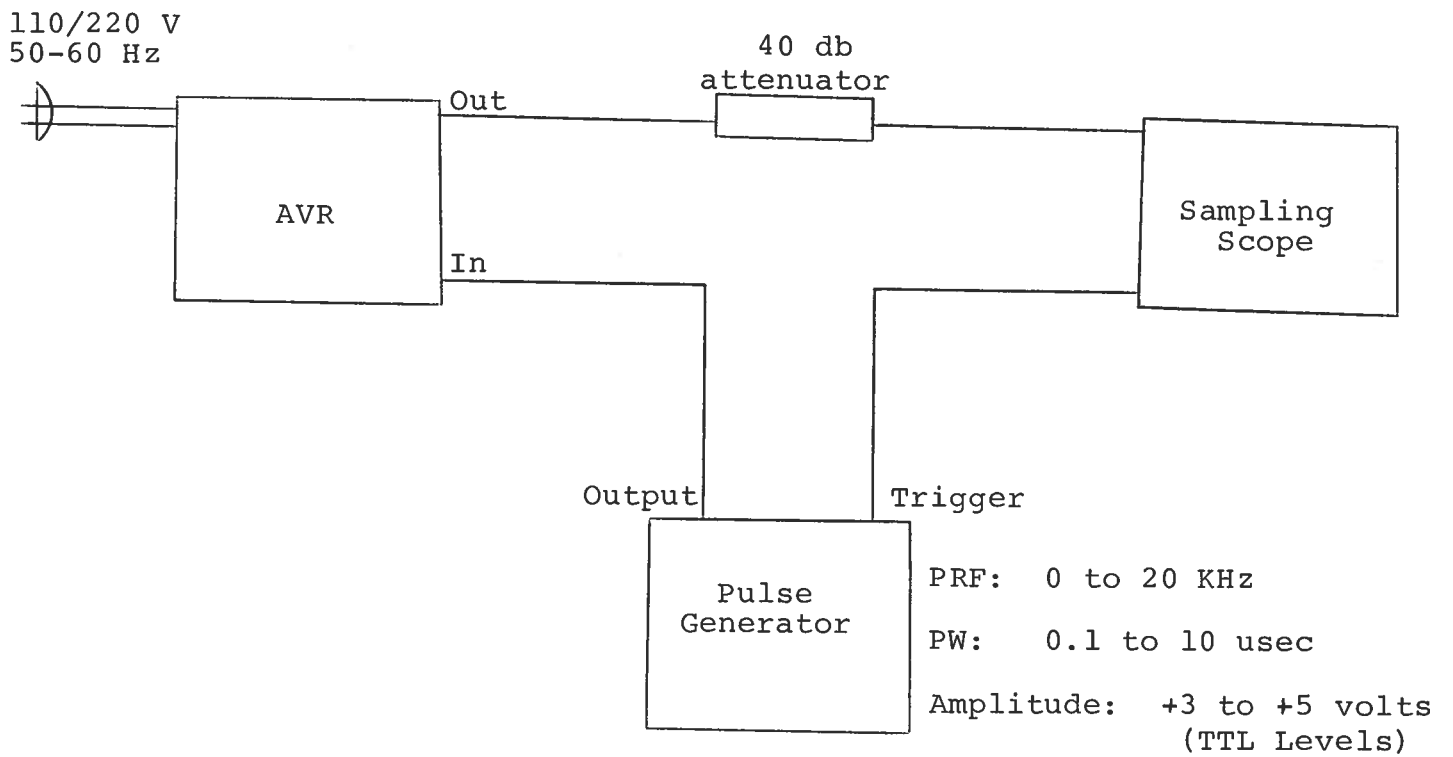 110/220 V
50-60 Hz
40 db
attenuator
Out
AVR
In
Sampling
Scope
Output
Trigger
Pulse
Generator
PRF: 0 to 20 KHz
PW: 0.1 to 10 usec
Amplitude: +3 to +5 volts
(TTL Levels)